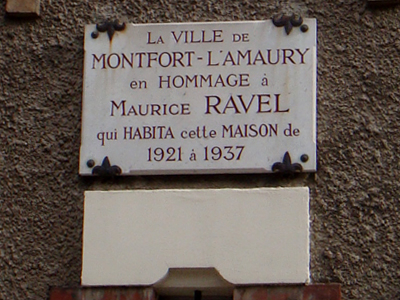 LA VILLE DE
MONTFORT-L'AMAURY
en HOMMAGE à
MAURICE RAVEL
qui HABITA cette MAISON de
1921 à 1937